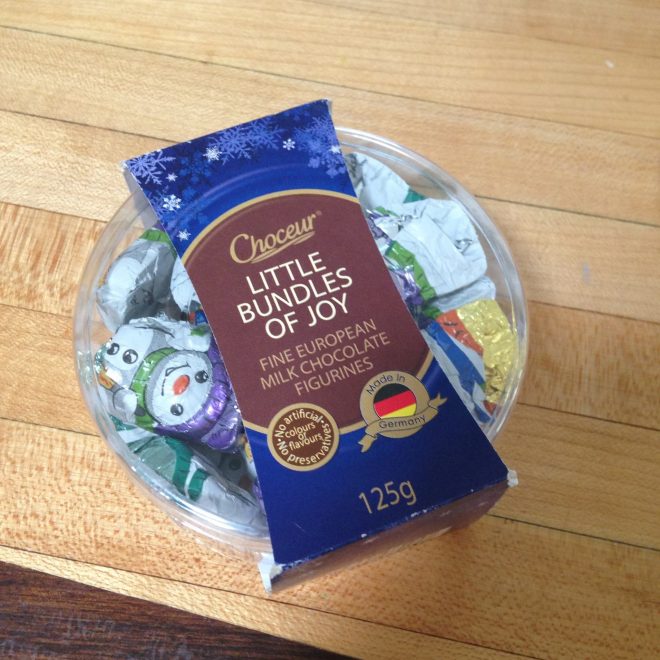 Choceur®
LITTLE
BUNDLES
OF JOY
FINE EUROPEAN
MILK CHOCOLATE
FIGURINES
No artificial
colours
or
flavours
No preservatives
Made in
Germany
125g